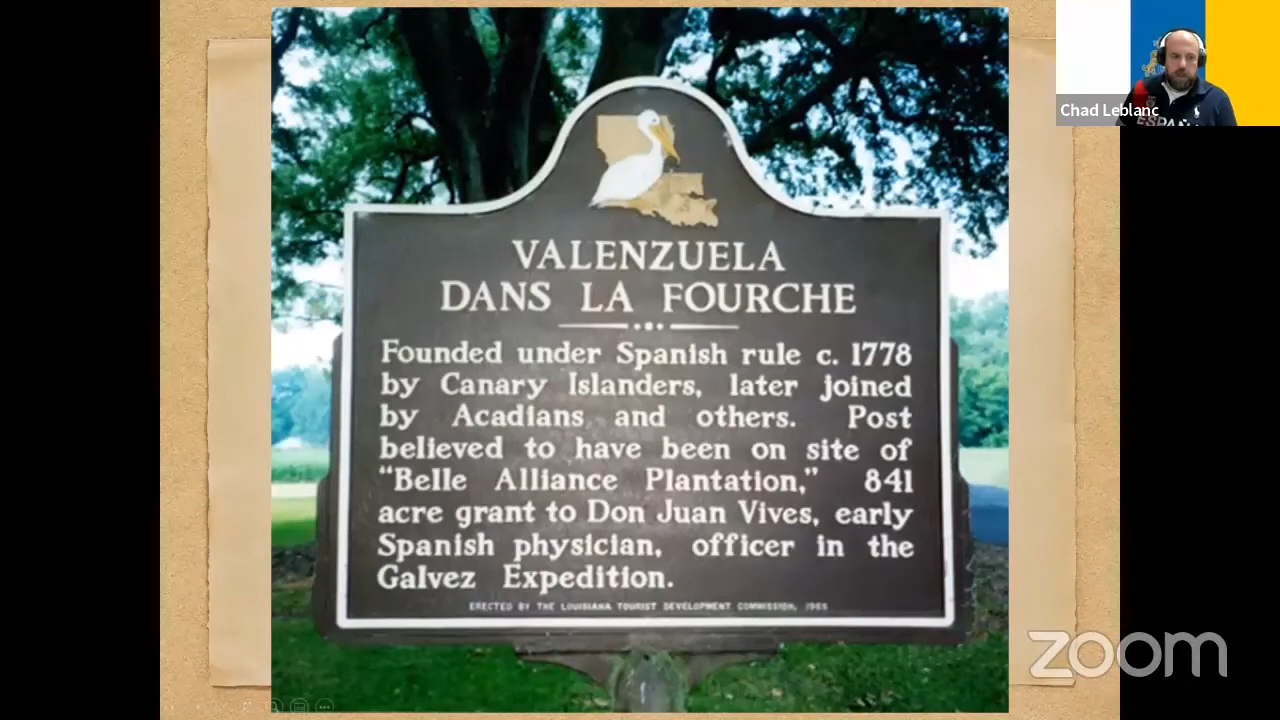 VALENZUELA
DANS LA FOURCHE
Founded under Spanish rule c. 1778
by Canary Islanders, later joined
by Acadians and others. Post
believed to have been on site of
“Belle Alliance Plantation,” 841
acre grant to Don Juan Vives, early
Spanish physician, officer in the
Galvez Expedition.
ERECTED BY THE LOUISIANA TOURIST DEVELOPMENT COMMISSION, 1965
Chad Leblanc
ESPAÑA
zoom